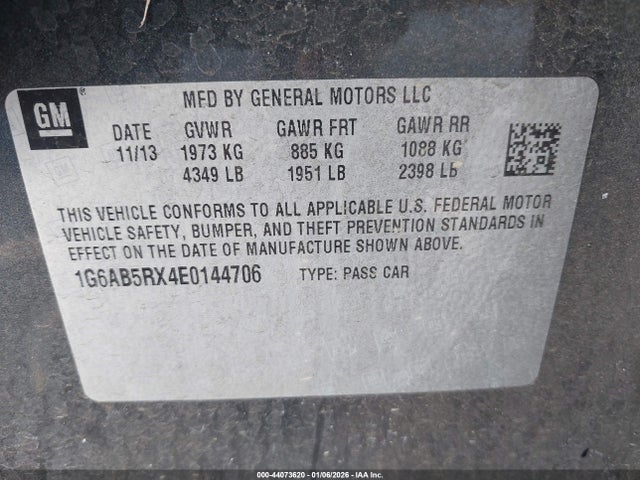 GM ®
MFD BY GENERAL MOTORS LLC
DATE GVWR GAWR FRT GAWR RR
11/13 1973 KG 885 KG 1088 KG
4349 LB 1951 LB 2398 LB
THIS VEHICLE CONFORMS TO ALL APPLICABLE U.S. FEDERAL MOTOR
VEHICLE SAFETY, BUMPER, AND THEFT PREVENTION STANDARDS IN
EFFECT ON THE DATE OF MANUFACTURE SHOWN ABOVE.
1G6AB5RX4E0144706 TYPE: PASS CAR
000-44073620 | 01/06/2026 | IAA Inc.